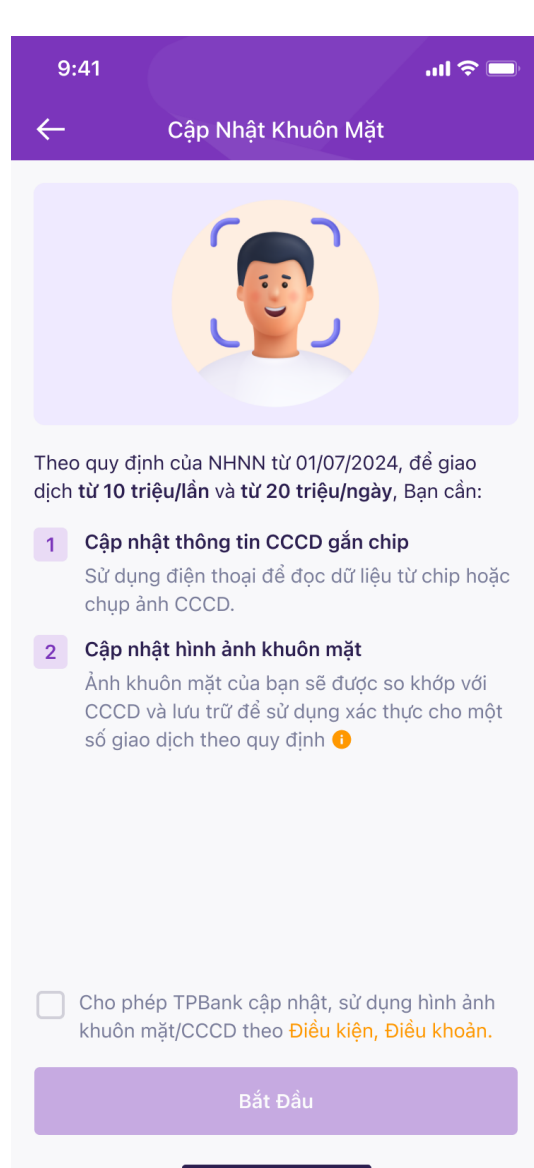 9:41
Cập Nhật Khuôn Mặt
Theo quy định của NHNN từ 01/07/2024, để giao
dịch từ 10 triệu/lần và từ 20 triệu/ngày, Bạn cần:
1 Cập nhật thông tin CCCD gắn chip
Sử dụng điện thoại để đọc dữ liệu từ chip hoặc
chụp ảnh CCCD.
2 Cập nhật hình ảnh khuôn mặt
Ảnh khuôn mặt của bạn sẽ được so khớp với
CCCD và lưu trữ để sử dụng xác thực cho một
số giao dịch theo quy định
Cho phép TPBank cập nhật, sử dụng hình ảnh
khuôn mặt/CCCD theo Điều kiện, Điều khoản.
Bắt Đầu